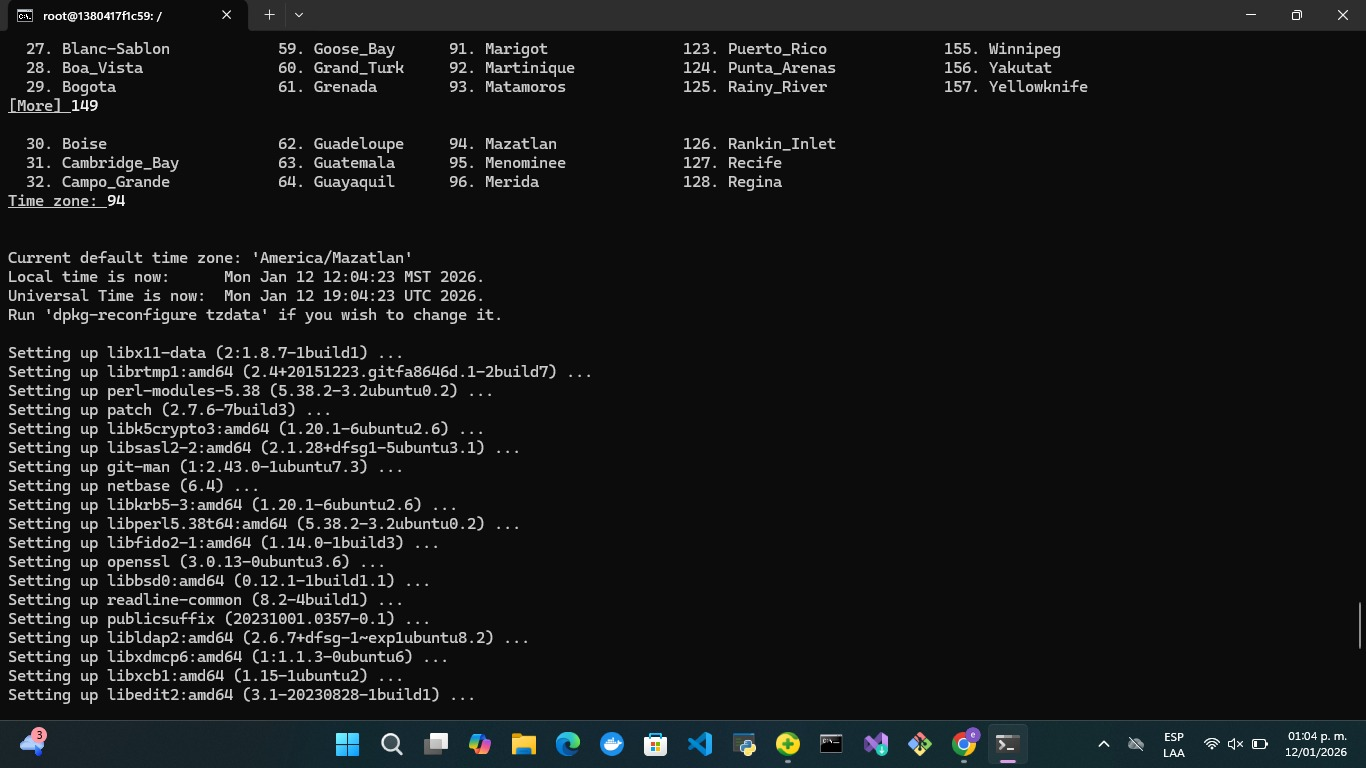 root@1380417f1c59: /
27. Blanc-Sablon 59. Goose_Bay 91. Marigot 123. Puerto_Rico 155. Winnipeg
28. Boa_Vista 60. Grand_Turk 92. Martinique 124. Punta_Arenas 156. Yakutat
29. Bogota 61. Grenada 93. Matamoros 125. Rainy_River 157. Yellowknife
[More] 149
30. Boise 62. Guadeloupe 94. Mazatlan 126. Rankin_Inlet
31. Cambridge_Bay 63. Guatemala 95. Menominee 127. Recife
32. Campo_Grande 64. Guayaquil 96. Merida 128. Regina
Time zone: 94
Current default time zone: 'America/Mazatlan'
Local time is now: Mon Jan 12 12:04:23 MST 2026.
Universal Time is now: Mon Jan 12 19:04:23 UTC 2026.
Run 'dpkg-reconfigure tzdata' if you wish to change it.
Setting up libx11-data (2:1.8.7-1build1) ...
Setting up librtmp1:amd64 (2.4+20151223.gitfa8646d.1-2build7) ...
Setting up perl-modules-5.38 (5.38.2-3.2ubuntu0.2) ...
Setting up patch (2.7.6-7build3) ...
Setting up libk5crypto3:amd64 (1.20.1-6ubuntu2.6) ...
Setting up libsasl2-2:amd64 (2.1.28+dfsg1-5ubuntu3.1) ...
Setting up git-man (1:2.43.0-1ubuntu7.3) ...
Setting up netbase (6.4) ...
Setting up libkrb5-3:amd64 (1.20.1-6ubuntu2.6) ...
Setting up libperl5.38t64:amd64 (5.38.2-3.2ubuntu0.2) ...
Setting up libfido2-1:amd64 (1.14.0-1build3) ...
Setting up openssl (3.0.13-0ubuntu3.6) ...
Setting up libbsd0:amd64 (0.12.1-1build1.1) ...
Setting up readline-common (8.2-4build1) ...
Setting up publicsuffix (20231001.0357-0.1) ...
Setting up libldap2:amd64 (2.6.7+dfsg-1~exp1ubuntu8.2) ...
Setting up libxdmcp6:amd64 (1:1.1.3-0ubuntu6) ...
Setting up libxcb1:amd64 (1.15-1ubuntu2) ...
Setting up libedit2:amd64 (3.1-20230828-1build1) ...
3
e
ESP
LAA
01:04 p. m.
12/01/2026